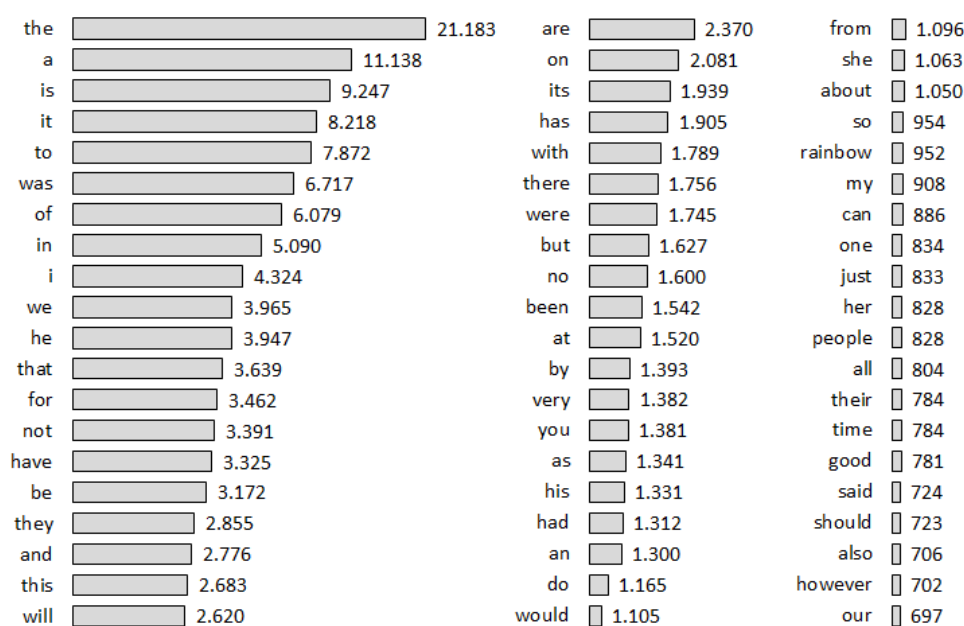 the 21.183
a 11.138
is 9.247
it 8.218
to 7.872
was 6.717
of 6.079
in 5.090
i 4.324
we 3.965
he 3.947
that 3.639
for 3.462
not 3.391
have 3.325
be 3.172
they 2.855
and 2.776
this 2.683
will 2.620
are 2.370
on 2.081
its 1.939
has 1.905
with 1.789
there 1.756
were 1.745
but 1.627
no 1.600
been 1.542
at 1.520
by 1.393
very 1.382
you 1.381
as 1.341
his 1.331
had 1.312
an 1.300
do 1.165
would 1.105
from 1.096
she 1.063
about 1.050
so 954
rainbow 952
my 908
can 886
one 834
just 833
her 828
people 828
all 804
their 784
time 784
good 781
said 724
should 723
also 706
however 702
our 697